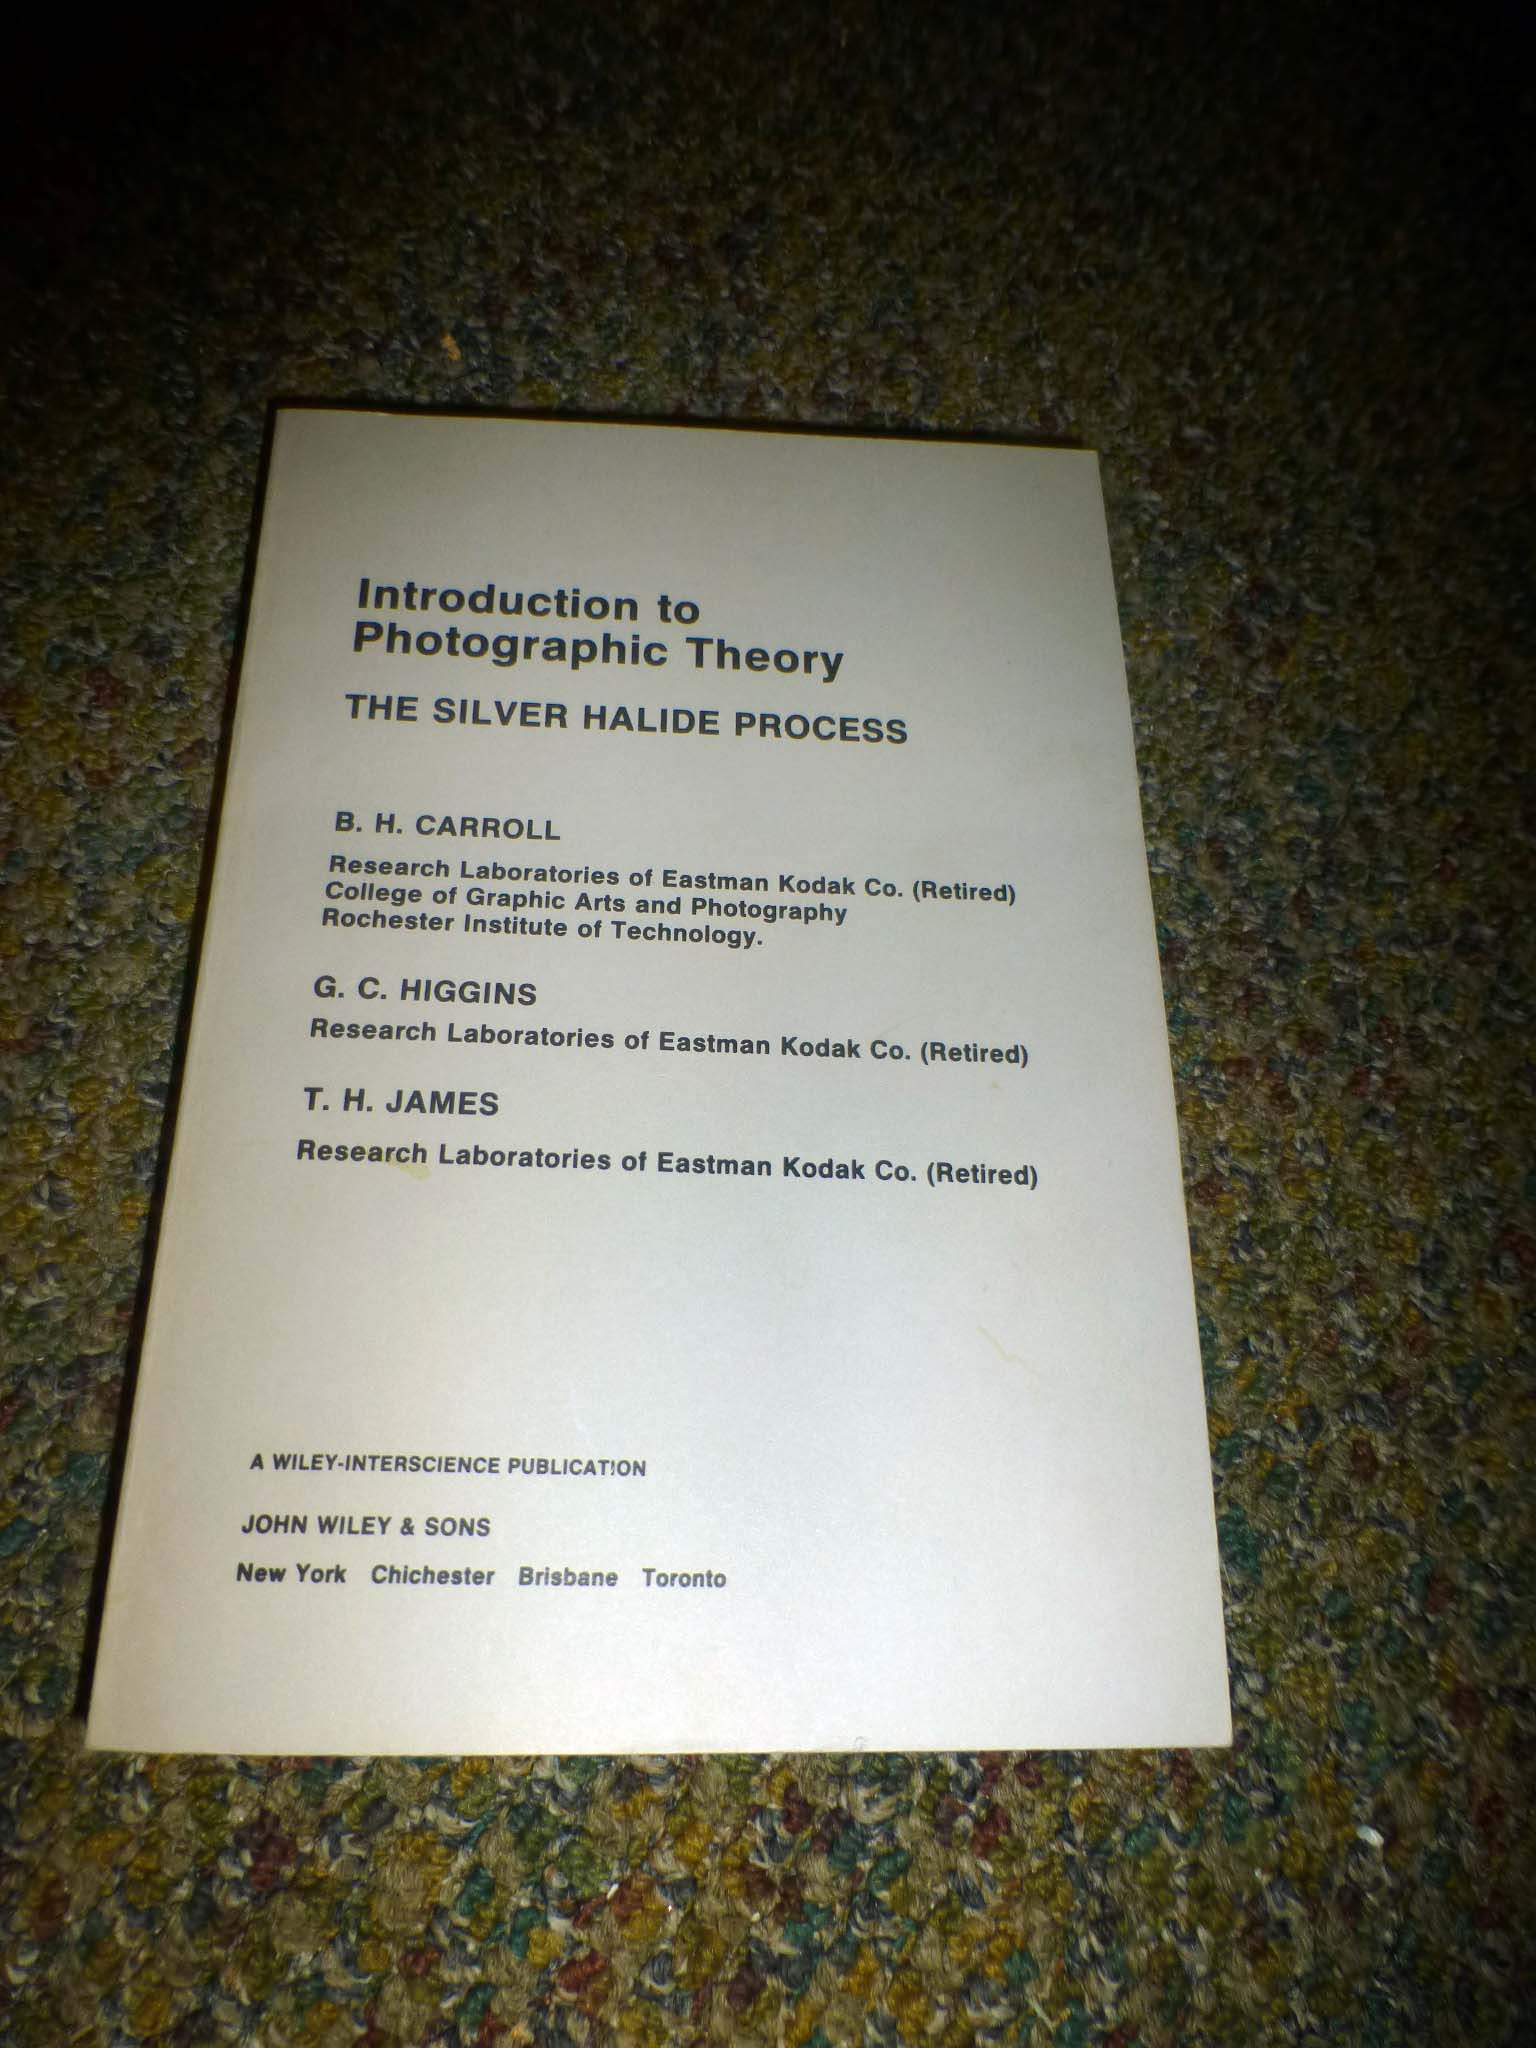 Introduction to
Photographic Theory
THE SILVER HALIDE PROCESS
B. H. CARROLL
Research Laboratories of Eastman Kodak Co. (Retired)
College of Graphic Arts and Photography
Rochester Institute of Technology.
G. C. HIGGINS
Research Laboratories of Eastman Kodak Co. (Retired)
T. H. JAMES
Research Laboratories of Eastman Kodak Co. (Retired)
A WILEY-INTERSCIENCE PUBLICATION
JOHN WILEY & SONS
New York Chichester Brisbane Toronto